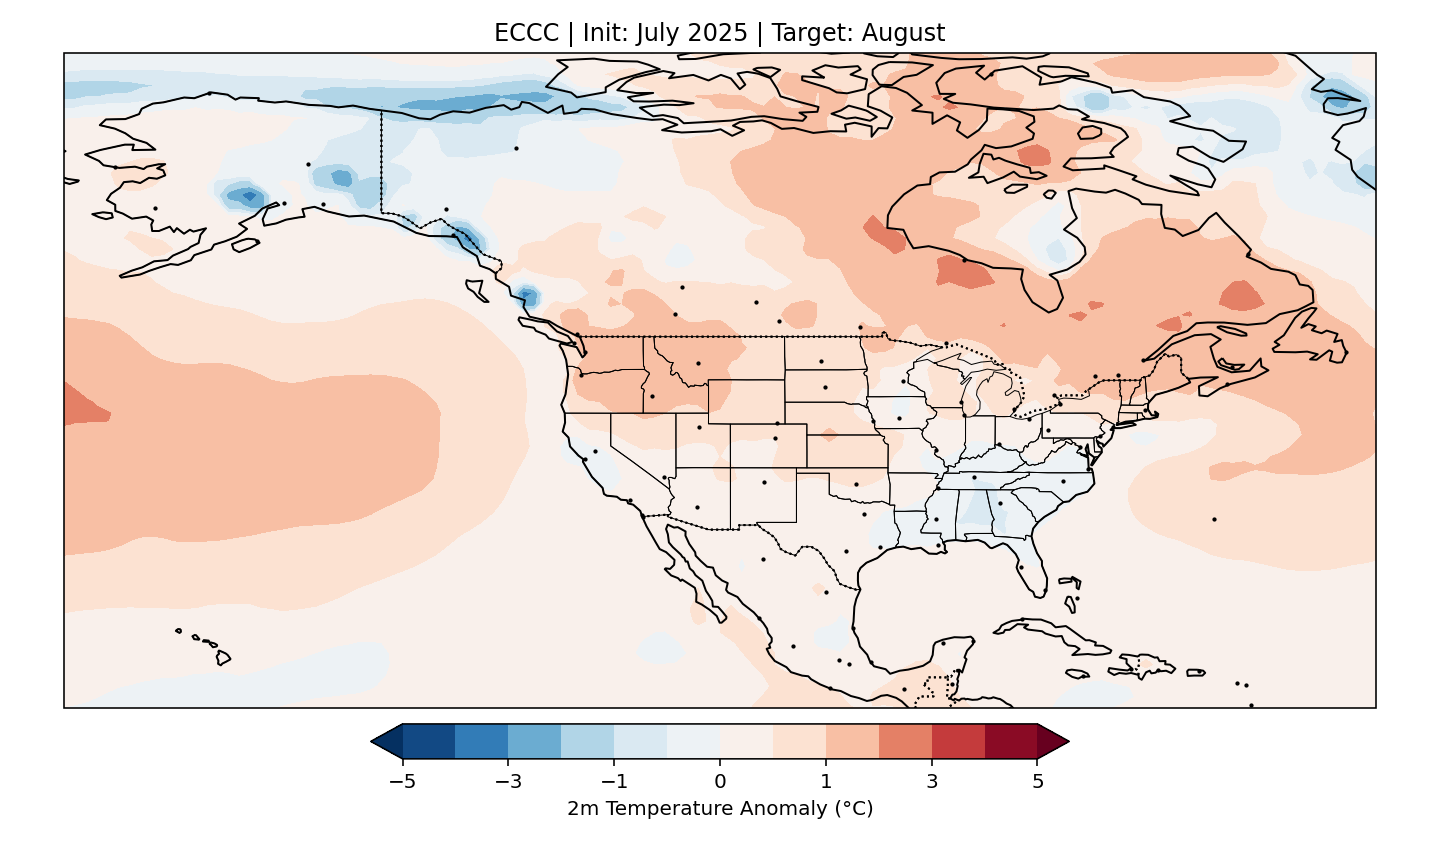 ECCC | Init: July 2025 | Target: August
−5 −3 −1 0 1 3 5
2m Temperature Anomaly (°C)